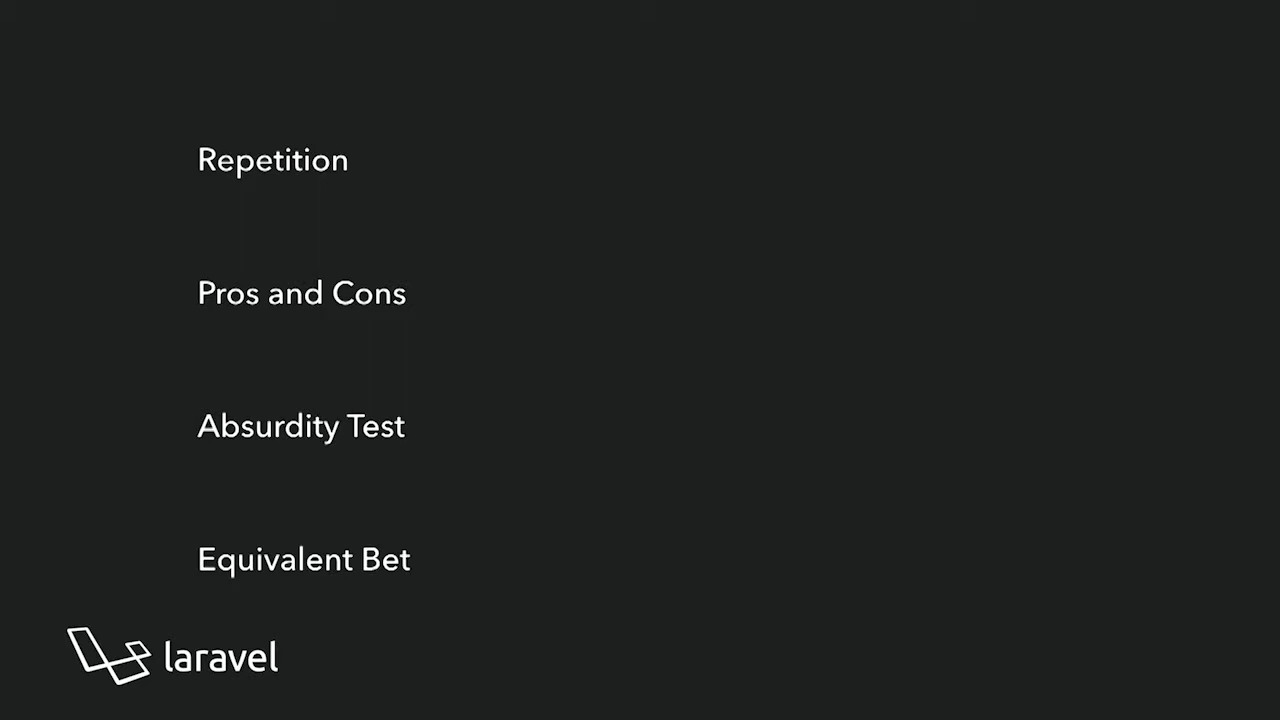 Repetition
Pros and Cons
Absurdity Test
Equivalent Bet
laravel